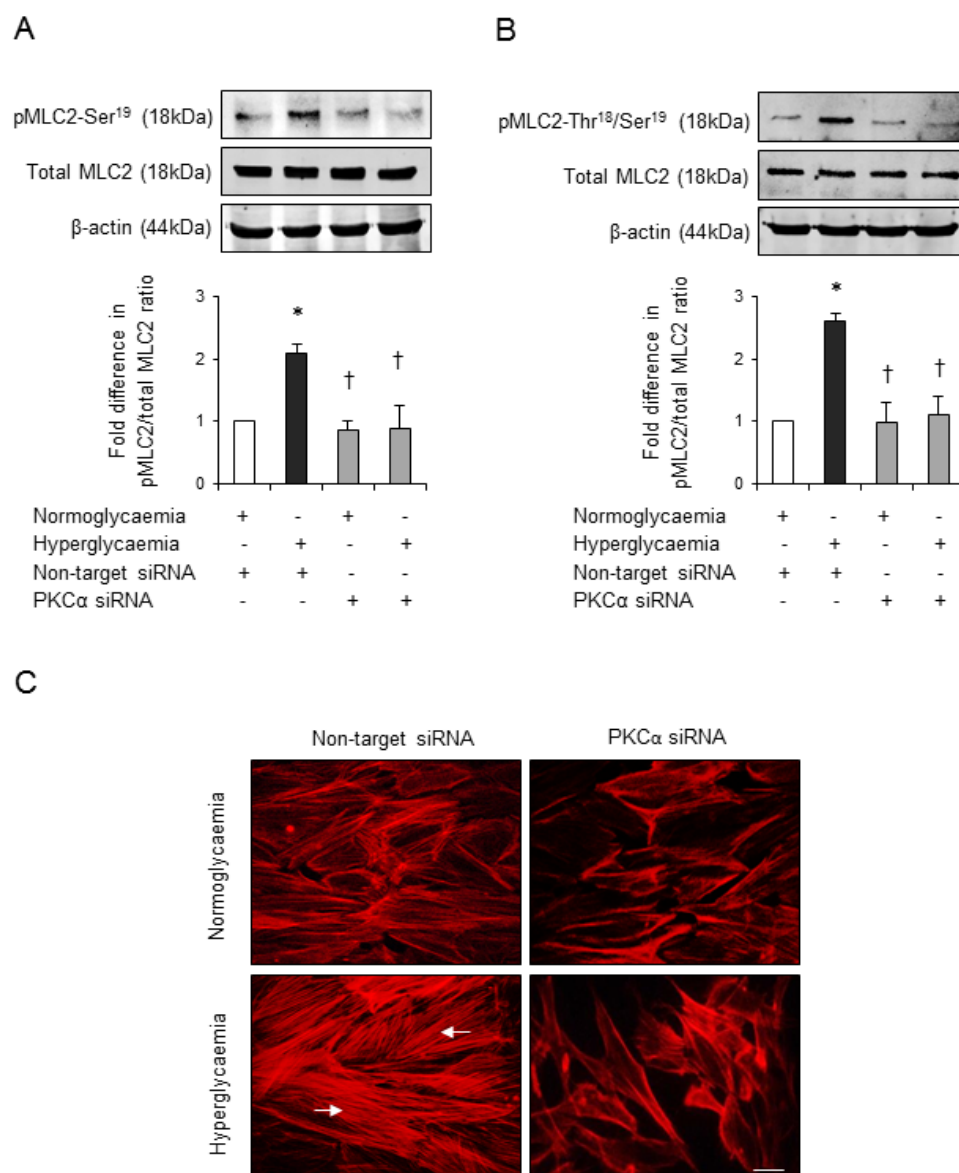 A
pMLC2-Ser¹⁹ (18kDa)
Total MLC2 (18kDa)
β-actin (44kDa)
Fold difference in
pMLC2/total MLC2 ratio
3
2
1
0
*
†
†
Normoglycaemia + - + -
Hyperglycaemia - + - +
Non-target siRNA + + - -
PKCα siRNA - - + +
B
pMLC2-Thr¹⁸/Ser¹⁹ (18kDa)
Total MLC2 (18kDa)
β-actin (44kDa)
Fold difference in
pMLC2/total MLC2 ratio
3
2
1
0
*
†
†
Normoglycaemia + - + -
Hyperglycaemia - + - +
Non-target siRNA + + - -
PKCα siRNA - - + +
C
Non-target siRNA
PKCα siRNA
Normoglycaemia
Hyperglycaemia